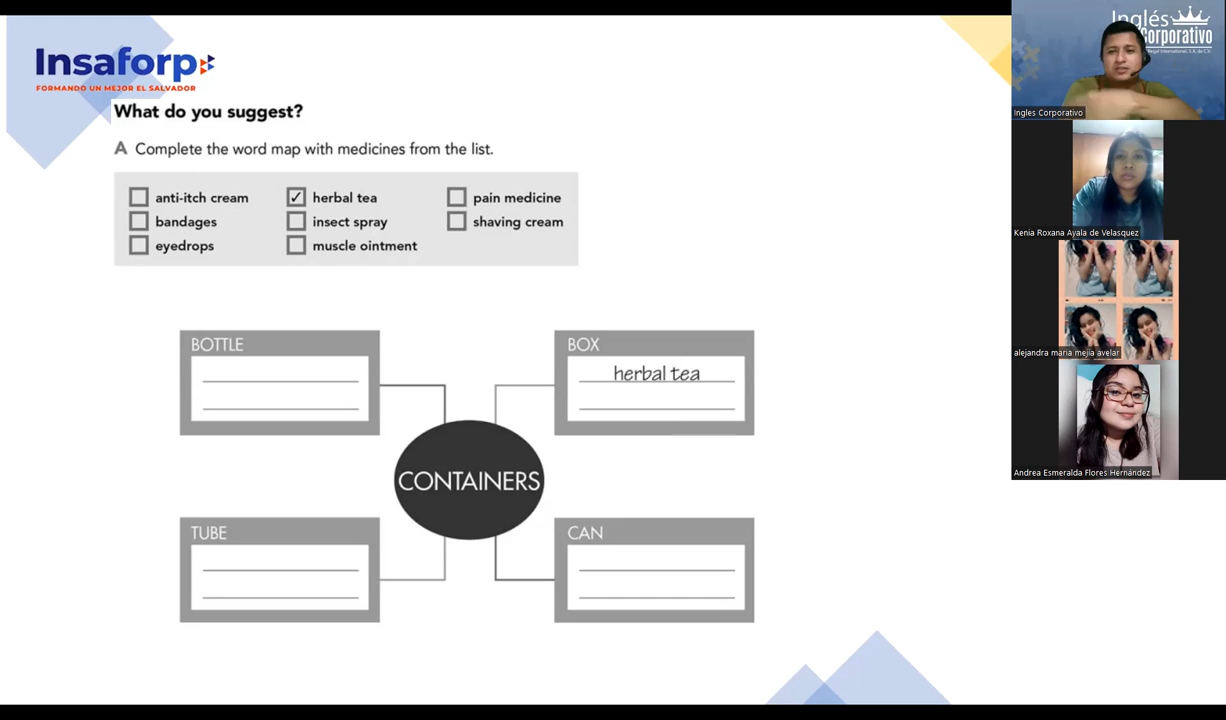 Insaforp
FORMANDO UN MEJOR EL SALVADOR
What do you suggest?
A Complete the word map with medicines from the list.
anti-itch cream
bandages
eyedrops
✓ herbal tea
insect spray
muscle ointment
pain medicine
shaving cream
BOTTLE
BOX
herbal tea
CONTAINERS
TUBE
CAN
Inglés
Corporativo
Ingles Corporativo
Kenia Roxana Ayala de Velasquez
alejandra maria mejia avelar
Andrea Esmeralda Flores Hernández